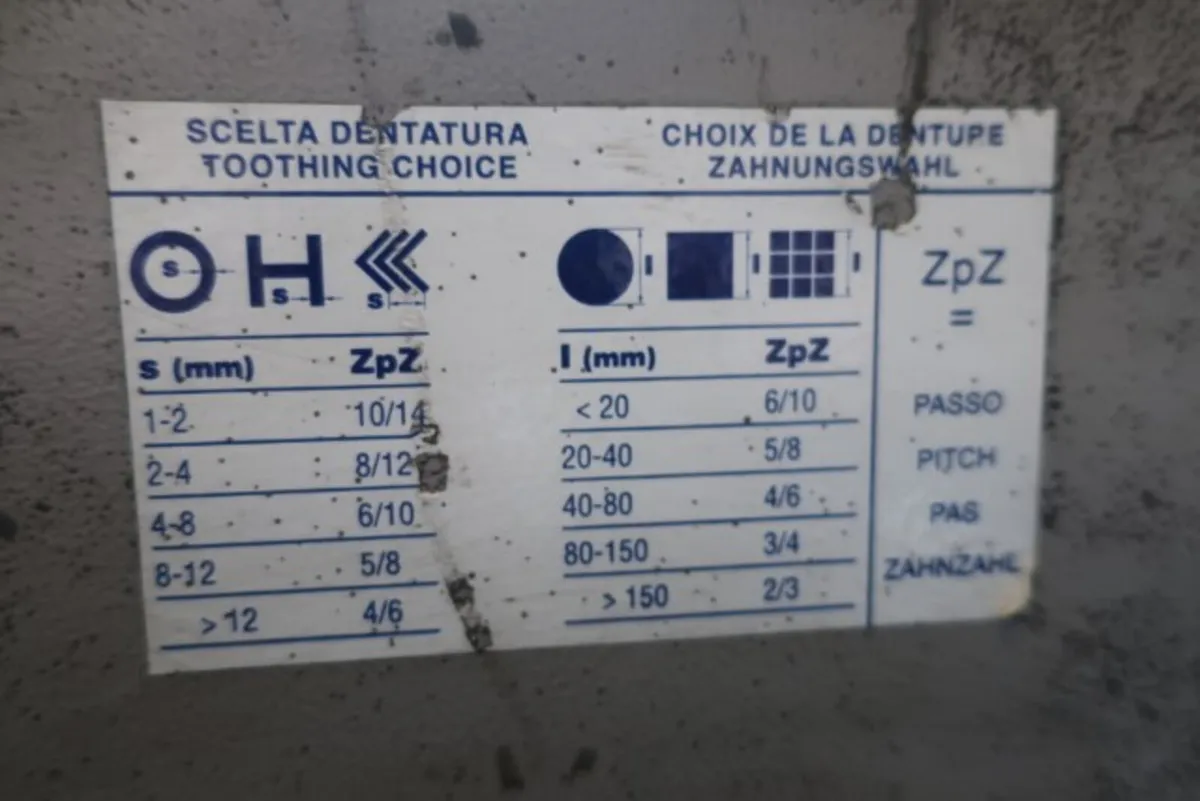 SCELTA DENTATURA
TOOTHING CHOICE
CHOIX DE LA DENTUPE
ZAHNUNGSWAHL
s
s
s
l
l
l
s (mm) ZpZ
1-2 10/14
2-4 8/12
4-8 6/10
8-12 5/8
> 12 4/6
l (mm) ZpZ
< 20 6/10
20-40 5/8
40-80 4/6
80-150 3/4
> 150 2/3
ZpZ
=
PASSO
PITCH
PAS
ZAHNZAHL